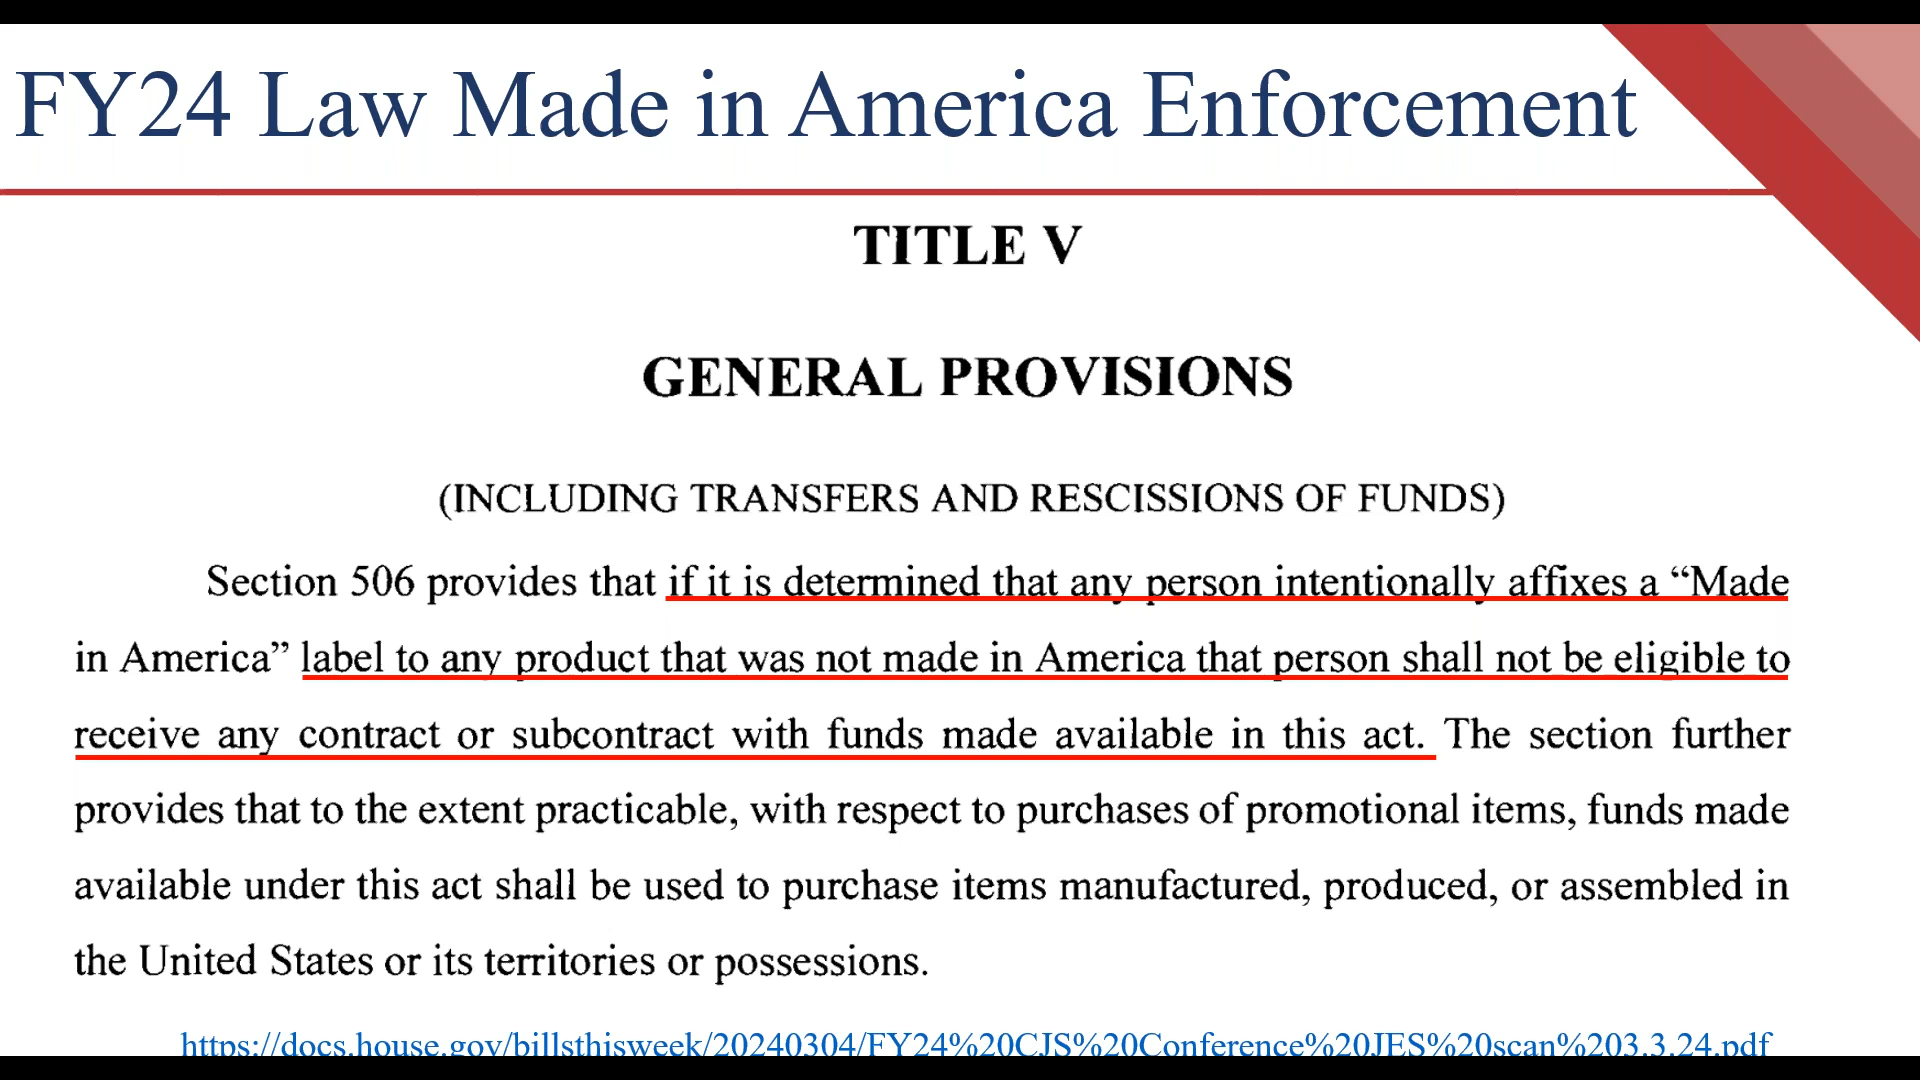 FY24 Law Made in America Enforcement
TITLE V
GENERAL PROVISIONS
(INCLUDING TRANSFERS AND RESCISSIONS OF FUNDS)
Section 506 provides that if it is determined that any person intentionally affixes a “Made
in America” label to any product that was not made in America that person shall not be eligible to
receive any contract or subcontract with funds made available in this act. The section further
provides that to the extent practicable, with respect to purchases of promotional items, funds made
available under this act shall be used to purchase items manufactured, produced, or assembled in
the United States or its territories or possessions.
https://docs.house.gov/billsthisweek/20240304/FY24%20CJS%20Conference%20JES%20scan%203.3.24.pdf